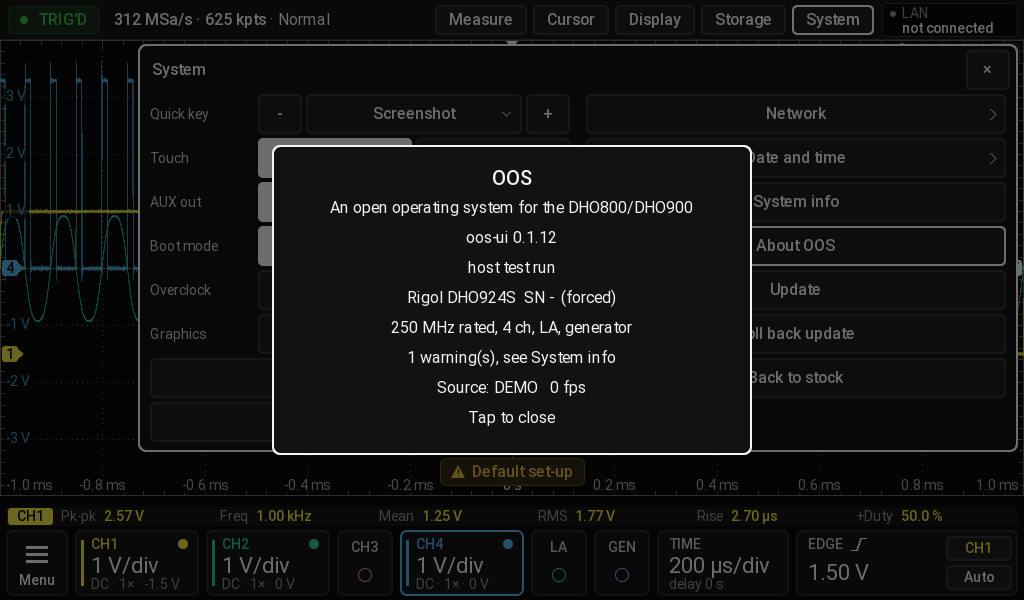 TRIG'D
312 MSa/s · 625 kpts · Normal
Measure
Cursor
Display
Storage
System
LAN
not connected
System
×
Quick key
-
Screenshot
+
Network
Touch
Date and time
AUX out
System info
Boot mode
About OOS
Overclock
Update
Graphics
oll back update
Back to stock
OOS
An open operating system for the DHO800/DHO900
oos-ui 0.1.12
host test run
Rigol DHO924S SN - (forced)
250 MHz rated, 4 ch, LA, generator
1 warning(s), see System info
Source: DEMO 0 fps
Tap to close
3 V
2 V
1 V
4
-1 V
1
-2 V
-3 V
Default set-up
-1.0 ms
-0.8 ms
-0.6 ms
-0.4 ms
-0.2 ms
0 s
0.2 ms
0.4 ms
0.6 ms
0.8 ms
1.0 ms
CH1 Pk-pk 2.57 V Freq 1.00 kHz Mean 1.25 V RMS 1.77 V Rise 2.70 µs +Duty 50.0 %
Menu
CH1
1 V/div
DC · 1× · -1.5 V
CH2
1 V/div
DC · 1× · 0 V
CH3
CH4
1 V/div
DC · 1× · 0 V
LA
GEN
TIME
200 µs/div
delay 0 s
EDGE
1.50 V
CH1
Auto